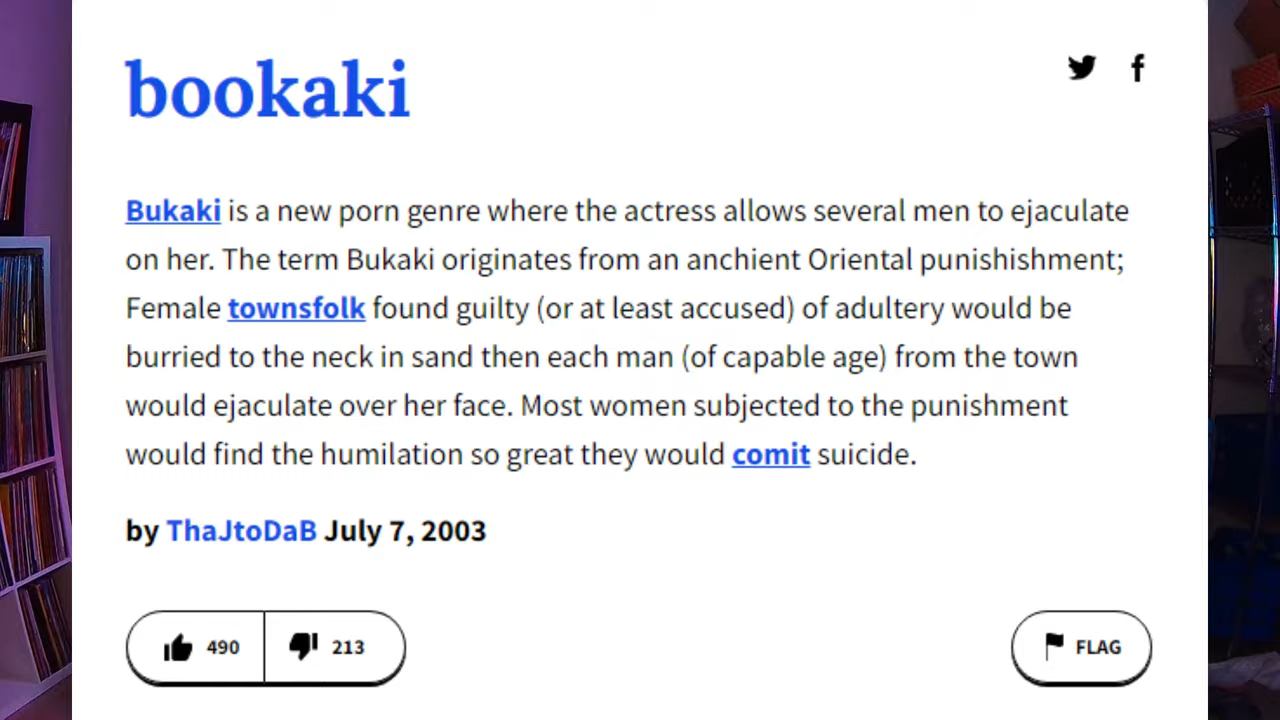 bookaki
Bukaki is a new porn genre where the actress allows several men to ejaculate
on her. The term Bukaki originates from an anchient Oriental punishishment;
Female townsfolk found guilty (or at least accused) of adultery would be
burried to the neck in sand then each man (of capable age) from the town
would ejaculate over her face. Most women subjected to the punishment
would find the humilation so great they would comit suicide.
by ThaJtoDaB July 7, 2003
490 213 FLAG